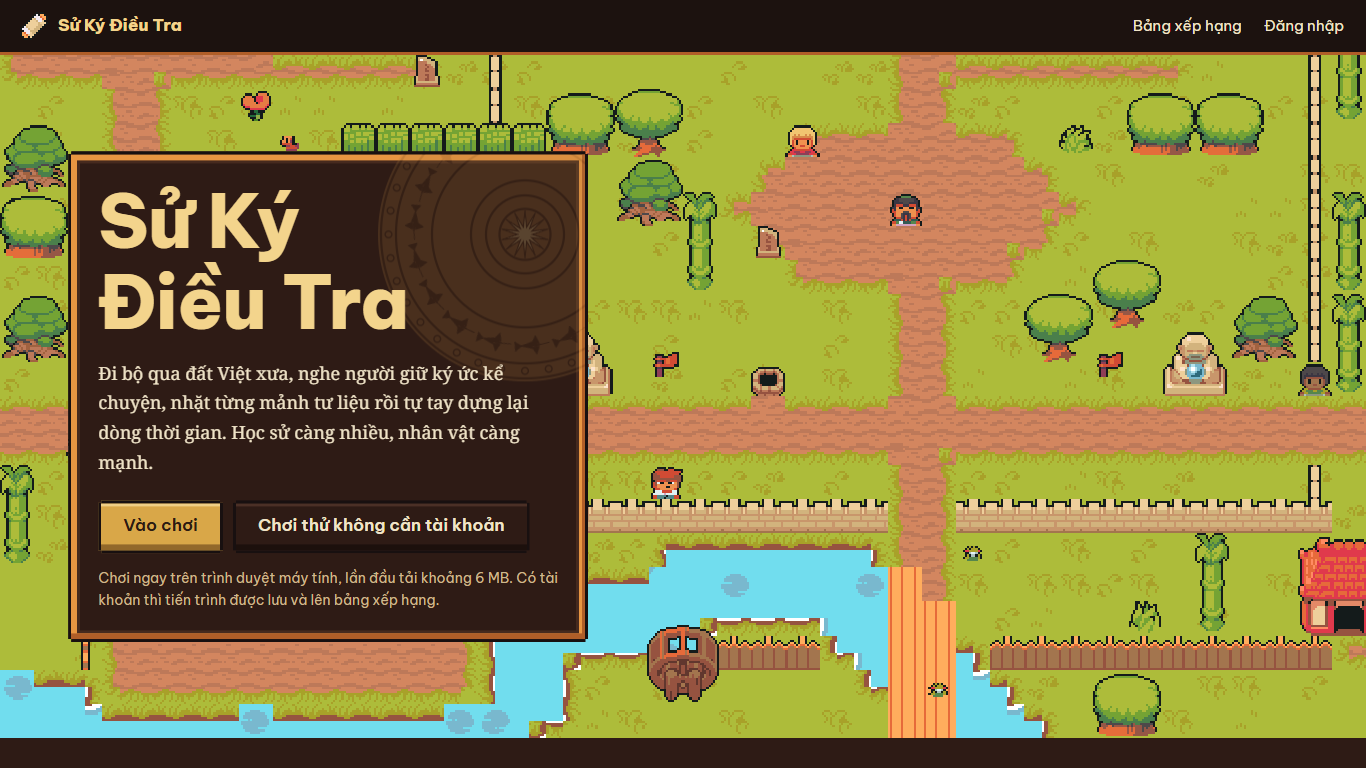 Sử Ký Điều Tra
Bảng xếp hạng
Đăng nhập
Sử Ký
Điều Tra
Đi bộ qua đất Việt xưa, nghe người giữ ký ức kể
chuyện, nhặt từng mảnh tư liệu rồi tự tay dựng lại
dòng thời gian. Học sử càng nhiều, nhân vật càng
mạnh.
Vào chơi
Chơi thử không cần tài khoản
Chơi ngay trên trình duyệt máy tính, lần đầu tải khoảng 6 MB. Có tài
khoản thì tiến trình được lưu và lên bảng xếp hạng.